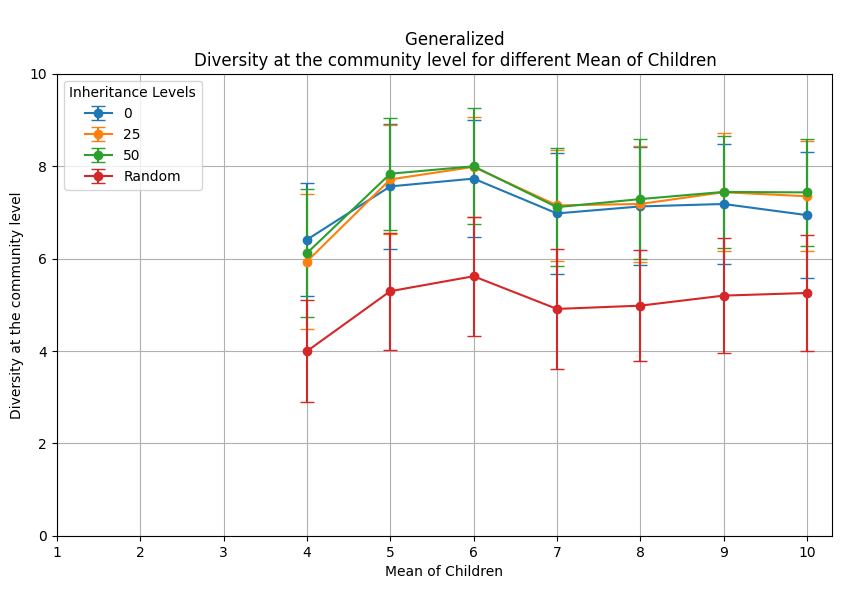 Generalized
Diversity at the community level for different Mean of Children
Inheritance Levels
0
25
50
Random
Diversity at the community level
10
8
6
4
2
0
1 2 3 4 5 6 7 8 9 10
Mean of Children